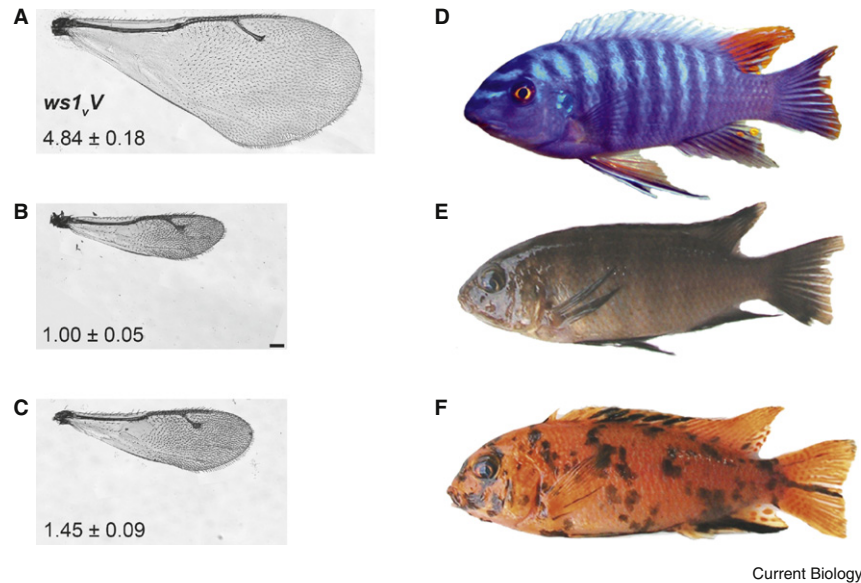 A
ws1vV
4.84 ± 0.18
B
1.00 ± 0.05
C
1.45 ± 0.09
D
E
F
Current Biology